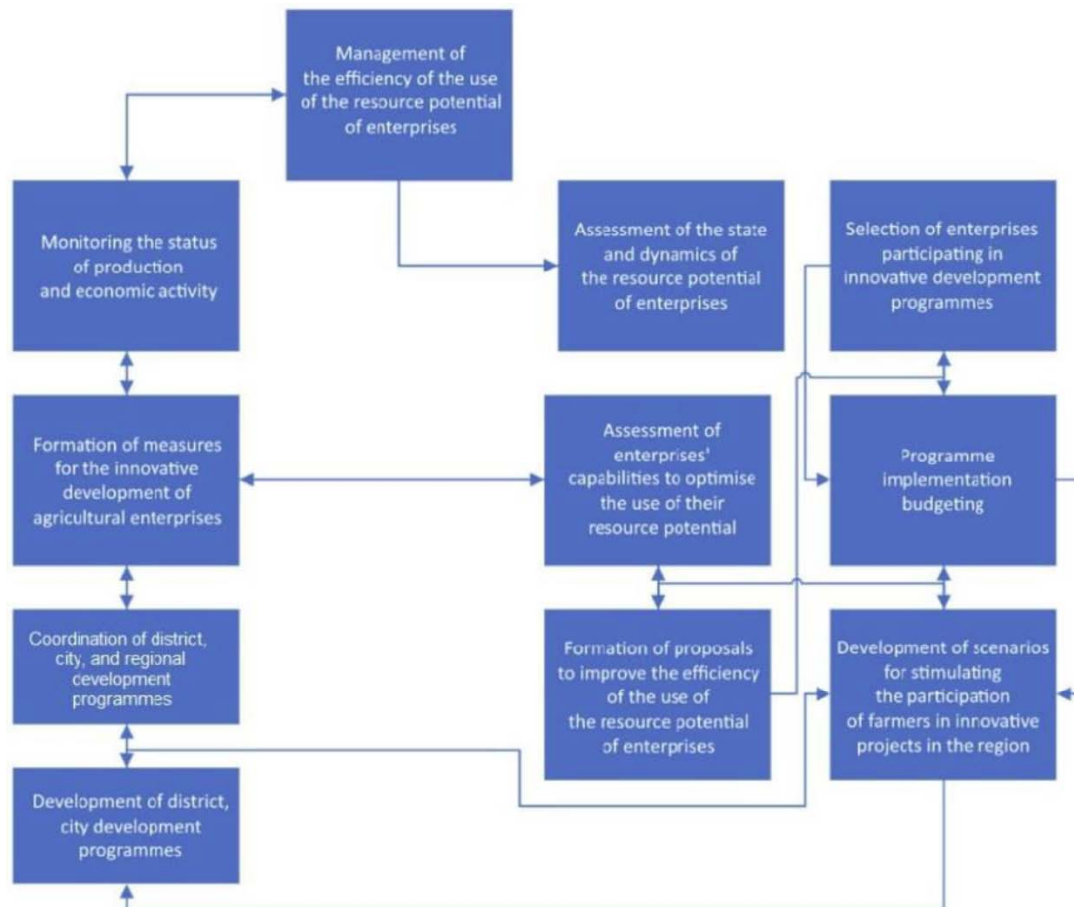 Management of
the efficiency of the use
of the resource potential
of enterprises
Monitoring the status
of production
and economic activity
Assessment of the state
and dynamics of
the resource potential
of enterprises
Selection of enterprises
participating in
innovative development
programmes
Formation of measures
for the innovative
development of
agricultural enterprises
Assessment of
enterprises'
capabilities to optimise
the use of their
resource potential
Programme
implementation
budgeting
Coordination of district,
city, and regional
development
programmes
Formation of proposals
to improve the efficiency
of the use of
the resource potential
of enterprises
Development of scenarios
for stimulating
the participation
of farmers in innovative
projects in the region
Development of district,
city development
programmes